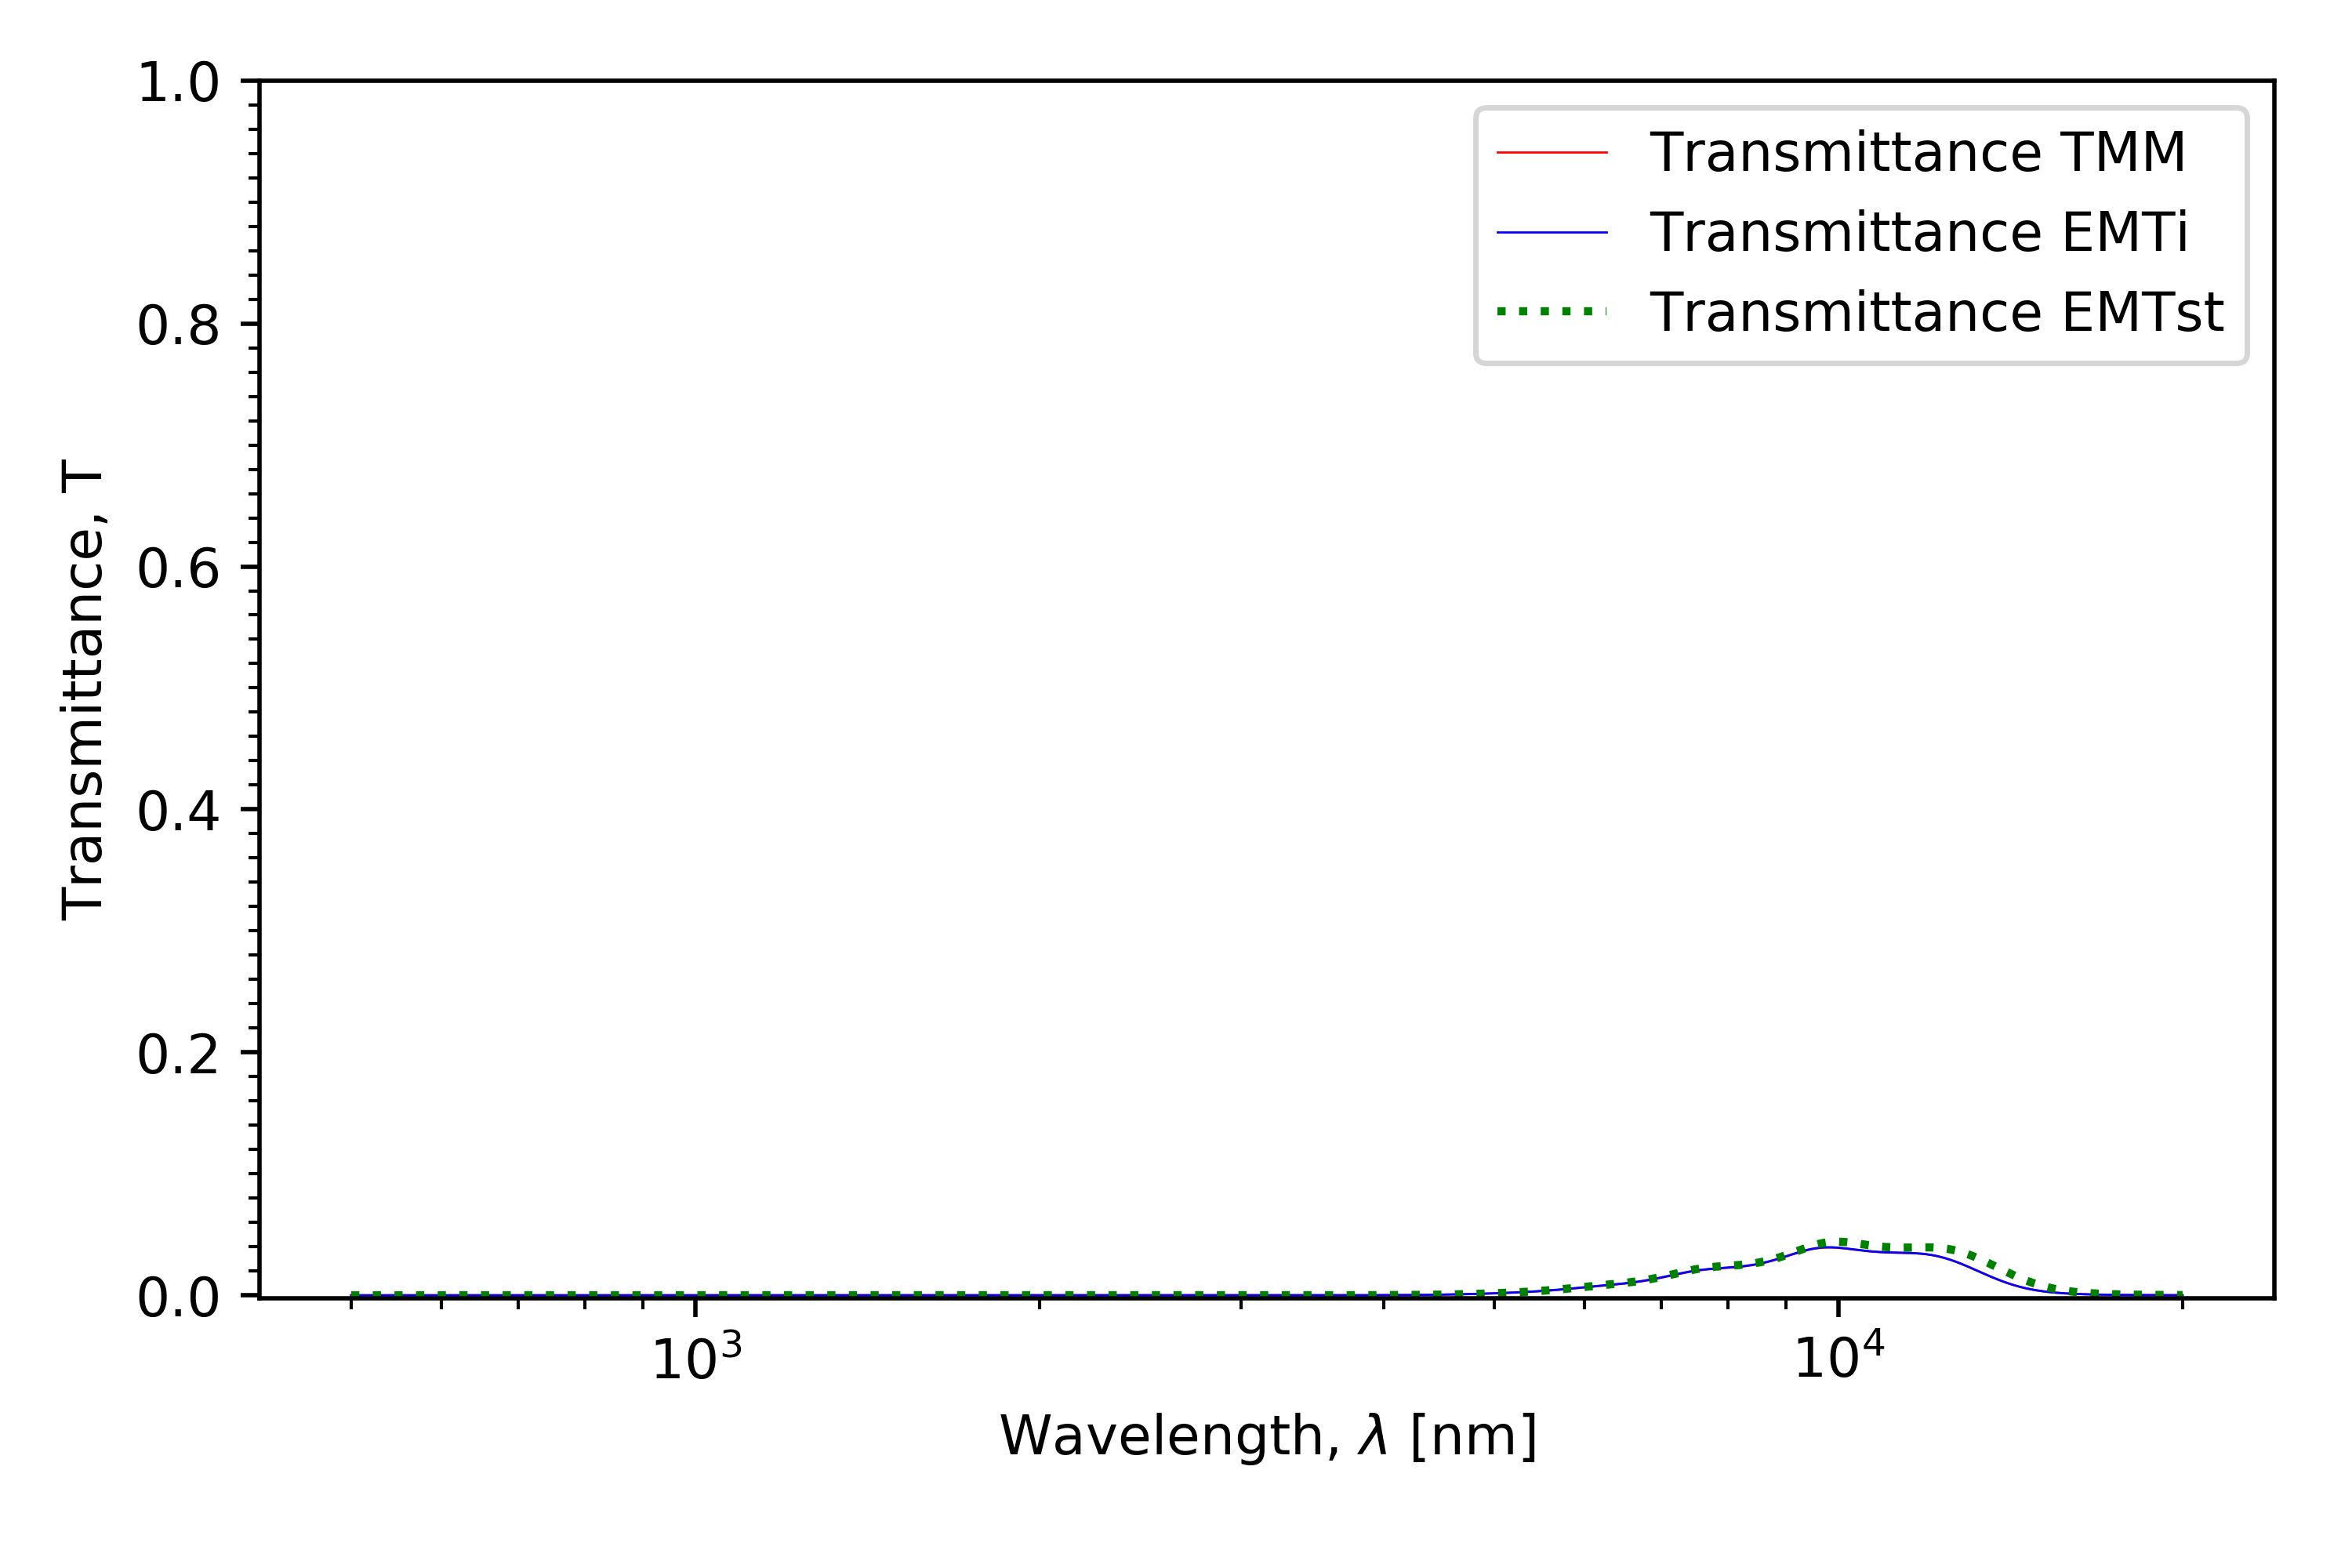 1.0
0.8
0.6
0.4
0.2
0.0
Transmittance, T
Transmittance TMM
Transmittance EMTi
Transmittance EMTst
10³
10⁴
Wavelength, λ [nm]